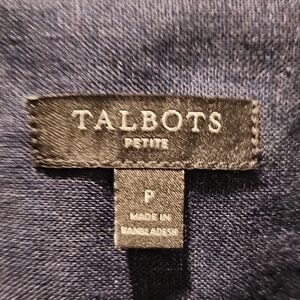 TALBOTS
PETITE
P
MADE IN
BANGLADESH